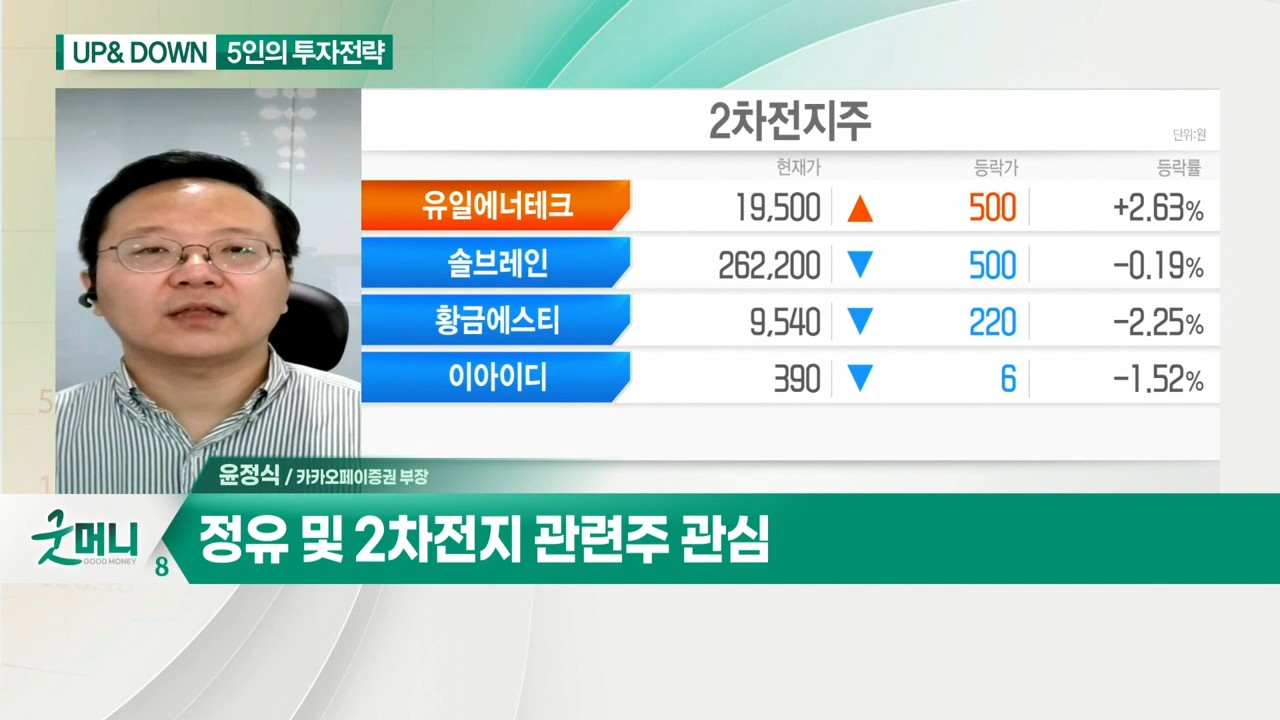 UP& DOWN 5인의 투자전략
2차전지주
단위:원
현재가 등락가 등락률
유일에너테크 19,500 ▲ 500 +2.63%
솔브레인 262,200 ▼ 500 -0.19%
황금에스티 9,540 ▼ 220 -2.25%
이아이디 390 ▼ 6 -1.52%
윤정식 / 카카오페이증권 부장
굿머니
GOOD MONEY
8
정유 및 2차전지 관련주 관심